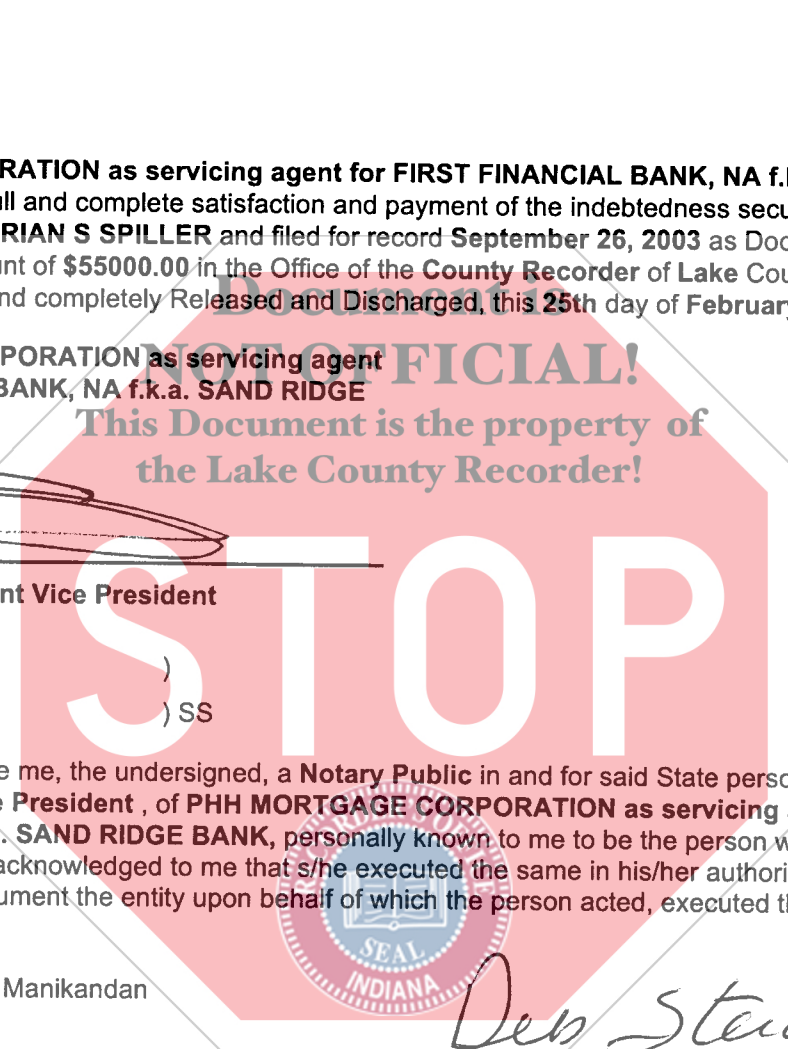 RATION as servicing agent for FIRST FINANCIAL BANK, NA f.
ll and complete satisfaction and payment of the indebtedness secu
RIAN S SPILLER and filed for record September 26, 2003 as Doc
nt of $55000.00 in the Office of the County Recorder of Lake Cou
nd completely Released and Discharged, this 25th day of February
Document is
PORATION as servicing agent
NOT OFFICIAL!
BANK, NA f.k.a. SAND RIDGE
This Document is the property of
the Lake County Recorder!
STOP
nt Vice President
)
) SS
e me, the undersigned, a Notary Public in and for said State perso
e President , of PHH MORTGAGE CORPORATION as servicing
. SAND RIDGE BANK, personally known to me to be the person w
acknowledged to me that s/he executed the same in his/her authori
ument the entity upon behalf of which the person acted, executed th
SEAL
INDIANA
Manikandan
Deb